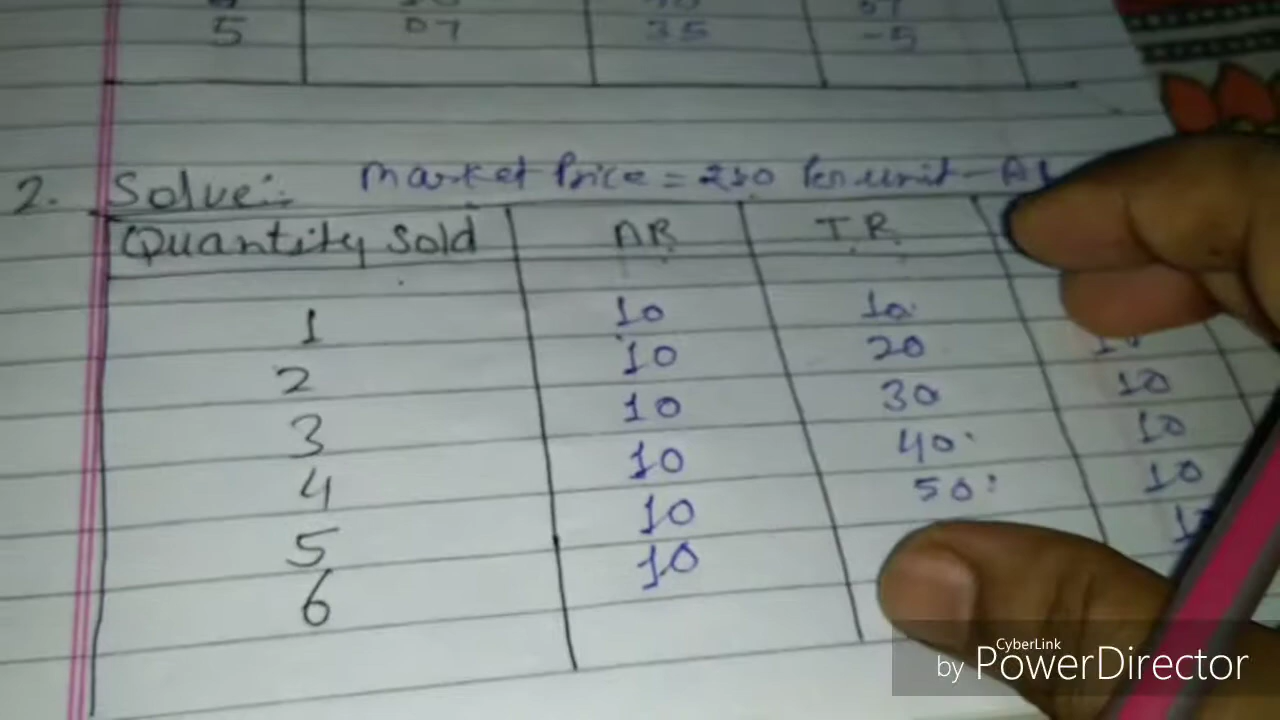 5 07 35 -5
2. Solve:- Market Price = ₹10 Per unit -
Quantity Sold AR TR
1 10 10
2 10 20 10
3 10 30 10
4 10 40 10
5 10 50 10
6 10
CyberLink
by PowerDirector